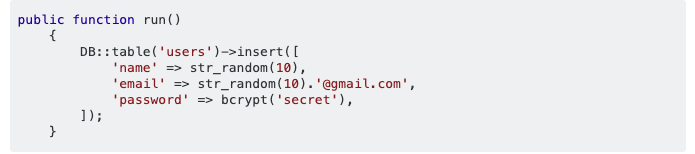 public function run()
    {
        DB::table('users')->insert([
            'name' => str_random(10),
            'email' => str_random(10).'@gmail.com',
            'password' => bcrypt('secret'),
        ]);
    }